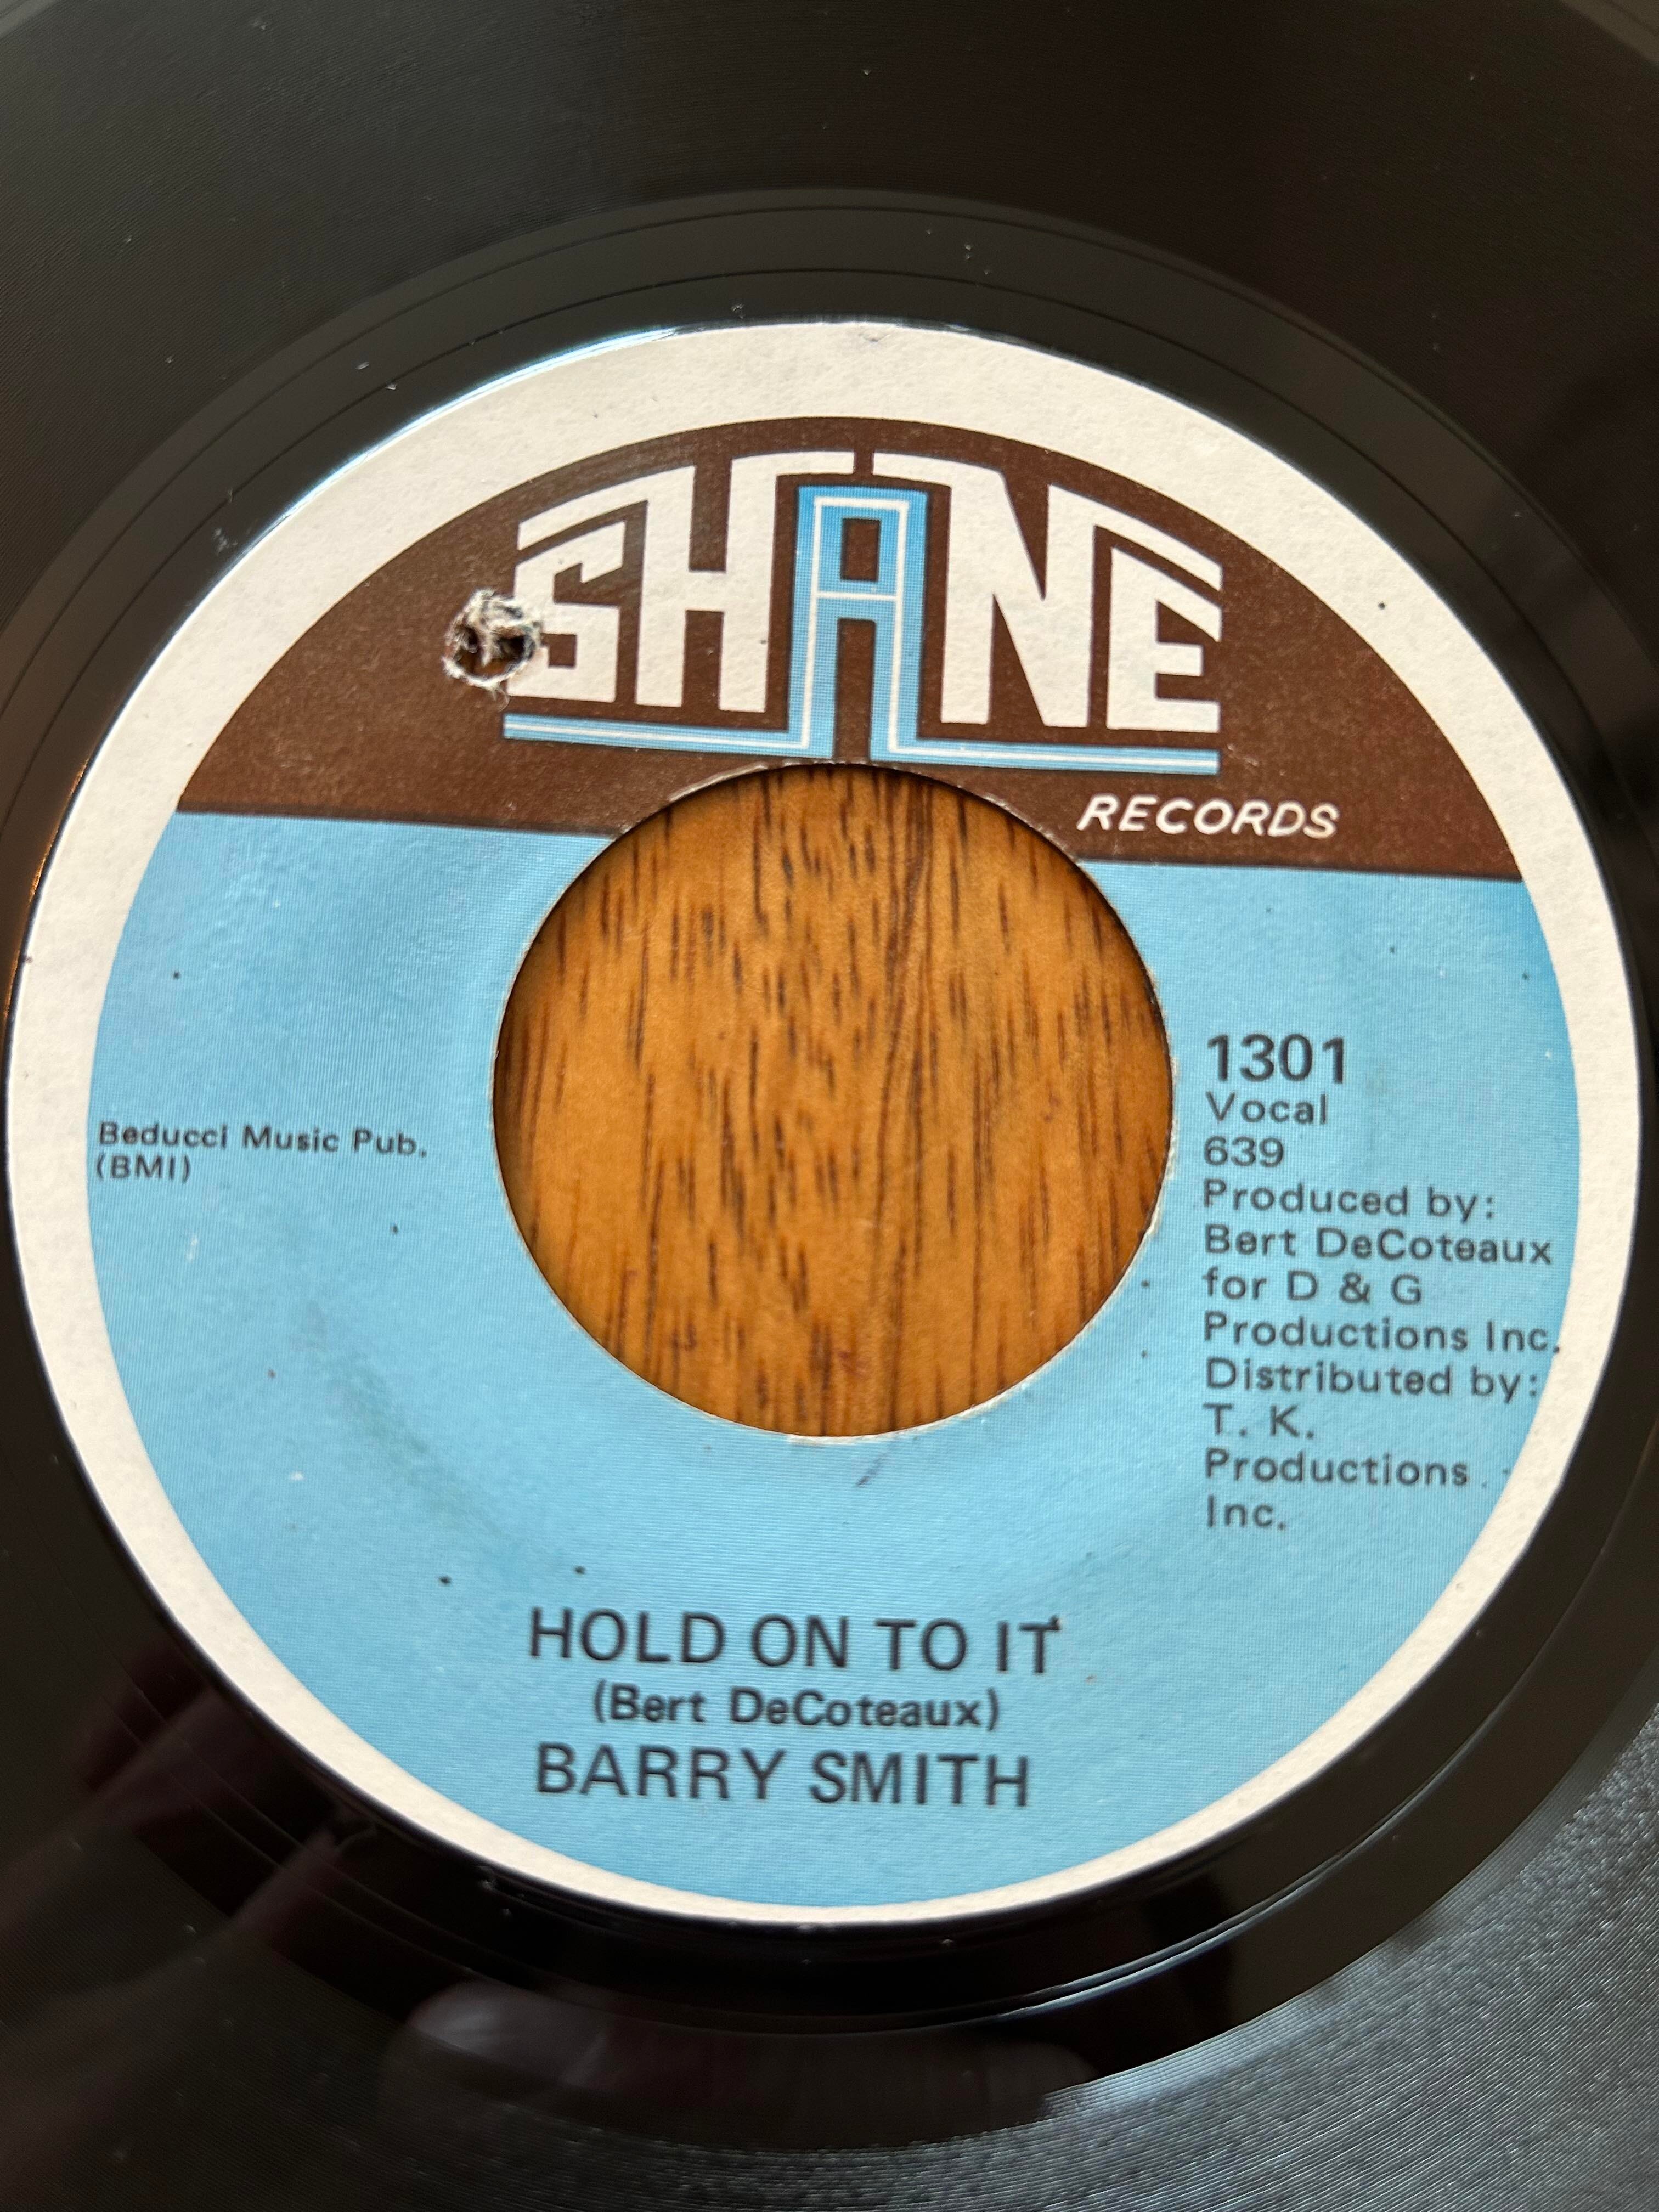 SHANE
RECORDS
Beducci Music Pub.
(BMI)
1301
Vocal
639
Produced by:
Bert DeCoteaux
for D & G
Productions Inc.
Distributed by:
T. K.
Productions
Inc.
HOLD ON TO IT
(Bert DeCoteaux)
BARRY SMITH